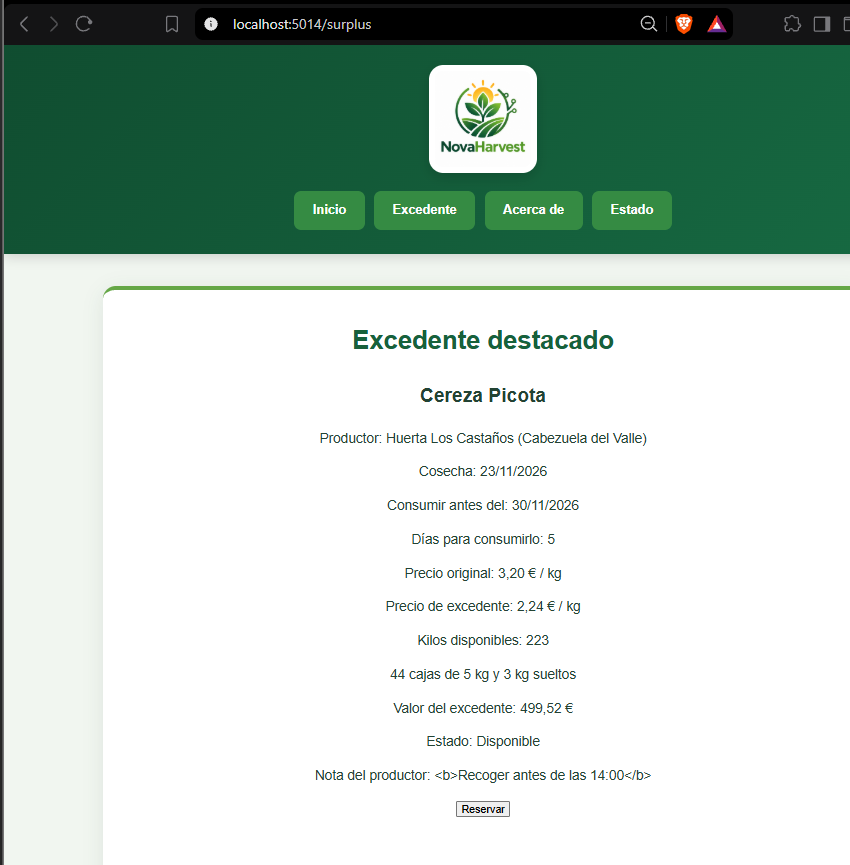 localhost:5014/surplus
NovaHarvest
Inicio
Excedente
Acerca de
Estado
Excedente destacado
Cereza Picota
Productor: Huerta Los Castaños (Cabezuela del Valle)
Cosecha: 23/11/2026
Consumir antes del: 30/11/2026
Días para consumirlo: 5
Precio original: 3,20 € / kg
Precio de excedente: 2,24 € / kg
Kilos disponibles: 223
44 cajas de 5 kg y 3 kg sueltos
Valor del excedente: 499,52 €
Estado: Disponible
Nota del productor: <b>Recoger antes de las 14:00</b>
Reservar